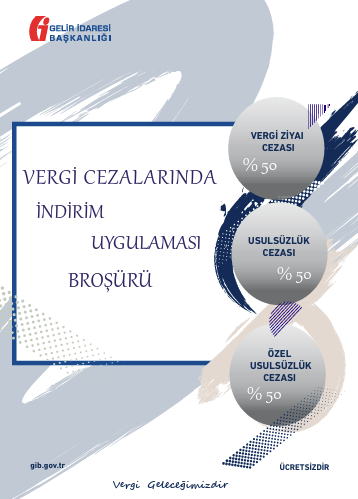 GELİR İDARESİ
BAŞKANLIĞI
VERGİ ZİYAI
CEZASI
% 50
VERGİ CEZALARINDA
İNDİRİM
UYGULAMASI
BROŞÜRÜ
USULSÜZLÜK
CEZASI
% 50
ÖZEL
USULSÜZLÜK
CEZASI
% 50
gib.gov.tr
ÜCRETSİZDİR
Vergi Geleceğimizdir